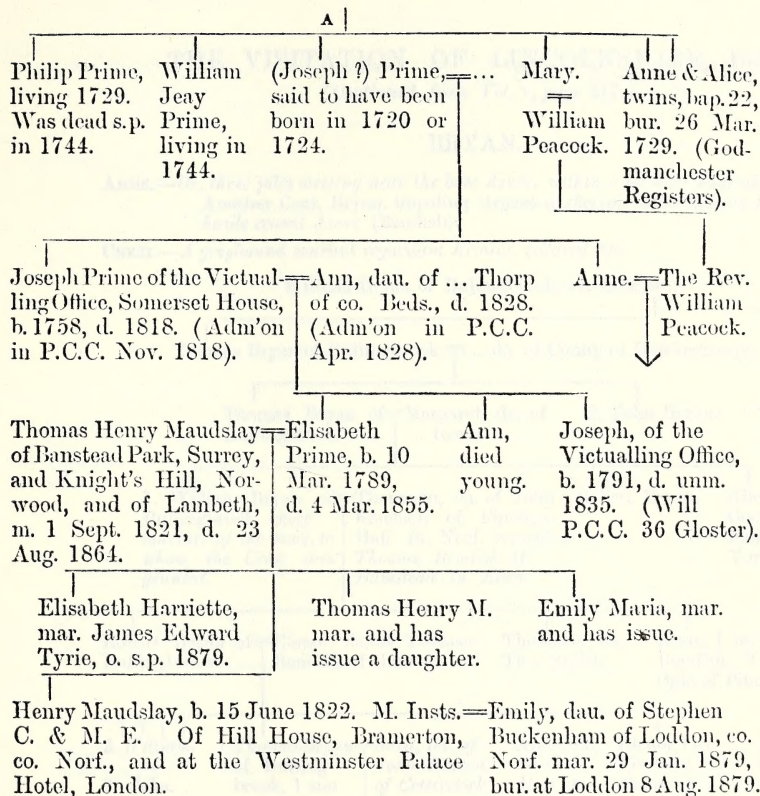 A
Philip Prime,
living 1729.
Was dead s.p.
in 1744.
William
Jeay
Prime,
living in
1744.
(Joseph ?) Prime,=...
said to have been
born in 1720 or
1724.
Mary.
=
William
Peacock.
Anne & Alice,
twins, bap. 22,
bur. 26 Mar.
1729. (God-
manchester
Registers).
Joseph Prime of the Victual-
ling Office, Somerset House,
b. 1758, d. 1818. (Adm'on
in P.C.C. Nov. 1818).
=Ann, dau. of ... Thorp
of co. Beds., d. 1828.
(Adm'on in P.C.C.
Apr. 1828).
Anne.=The Rev.
William
Peacock.
Thomas Henry Maudslay
of Banstead Park, Surrey,
and Knight's Hill, Nor-
wood, and of Lambeth,
m. 1 Sept. 1821, d. 23
Aug. 1864.
=Elisabeth
Prime, b. 10
Mar. 1789,
d. 4 Mar. 1855.
Ann,
died
young.
Joseph, of the
Victualling Office,
b. 1791, d. unm.
1835. (Will
P.C.C. 36 Gloster).
Elisabeth Harriette,
mar. James Edward
Tyrie, o. s.p. 1879.
Thomas Henry M.
mar. and has
issue a daughter.
Emily Maria, mar.
and has issue.
Henry Maudslay, b. 15 June 1822. M. Insts.
C. & M. E. Of Hill House, Bramerton,
co. Norf., and at the Westminster Palace
Hotel, London.
=Emily, dau. of Stephen
Buckenham of Loddon, co.
Norf. mar. 29 Jan. 1879,
bur. at Loddon 8 Aug. 1879.